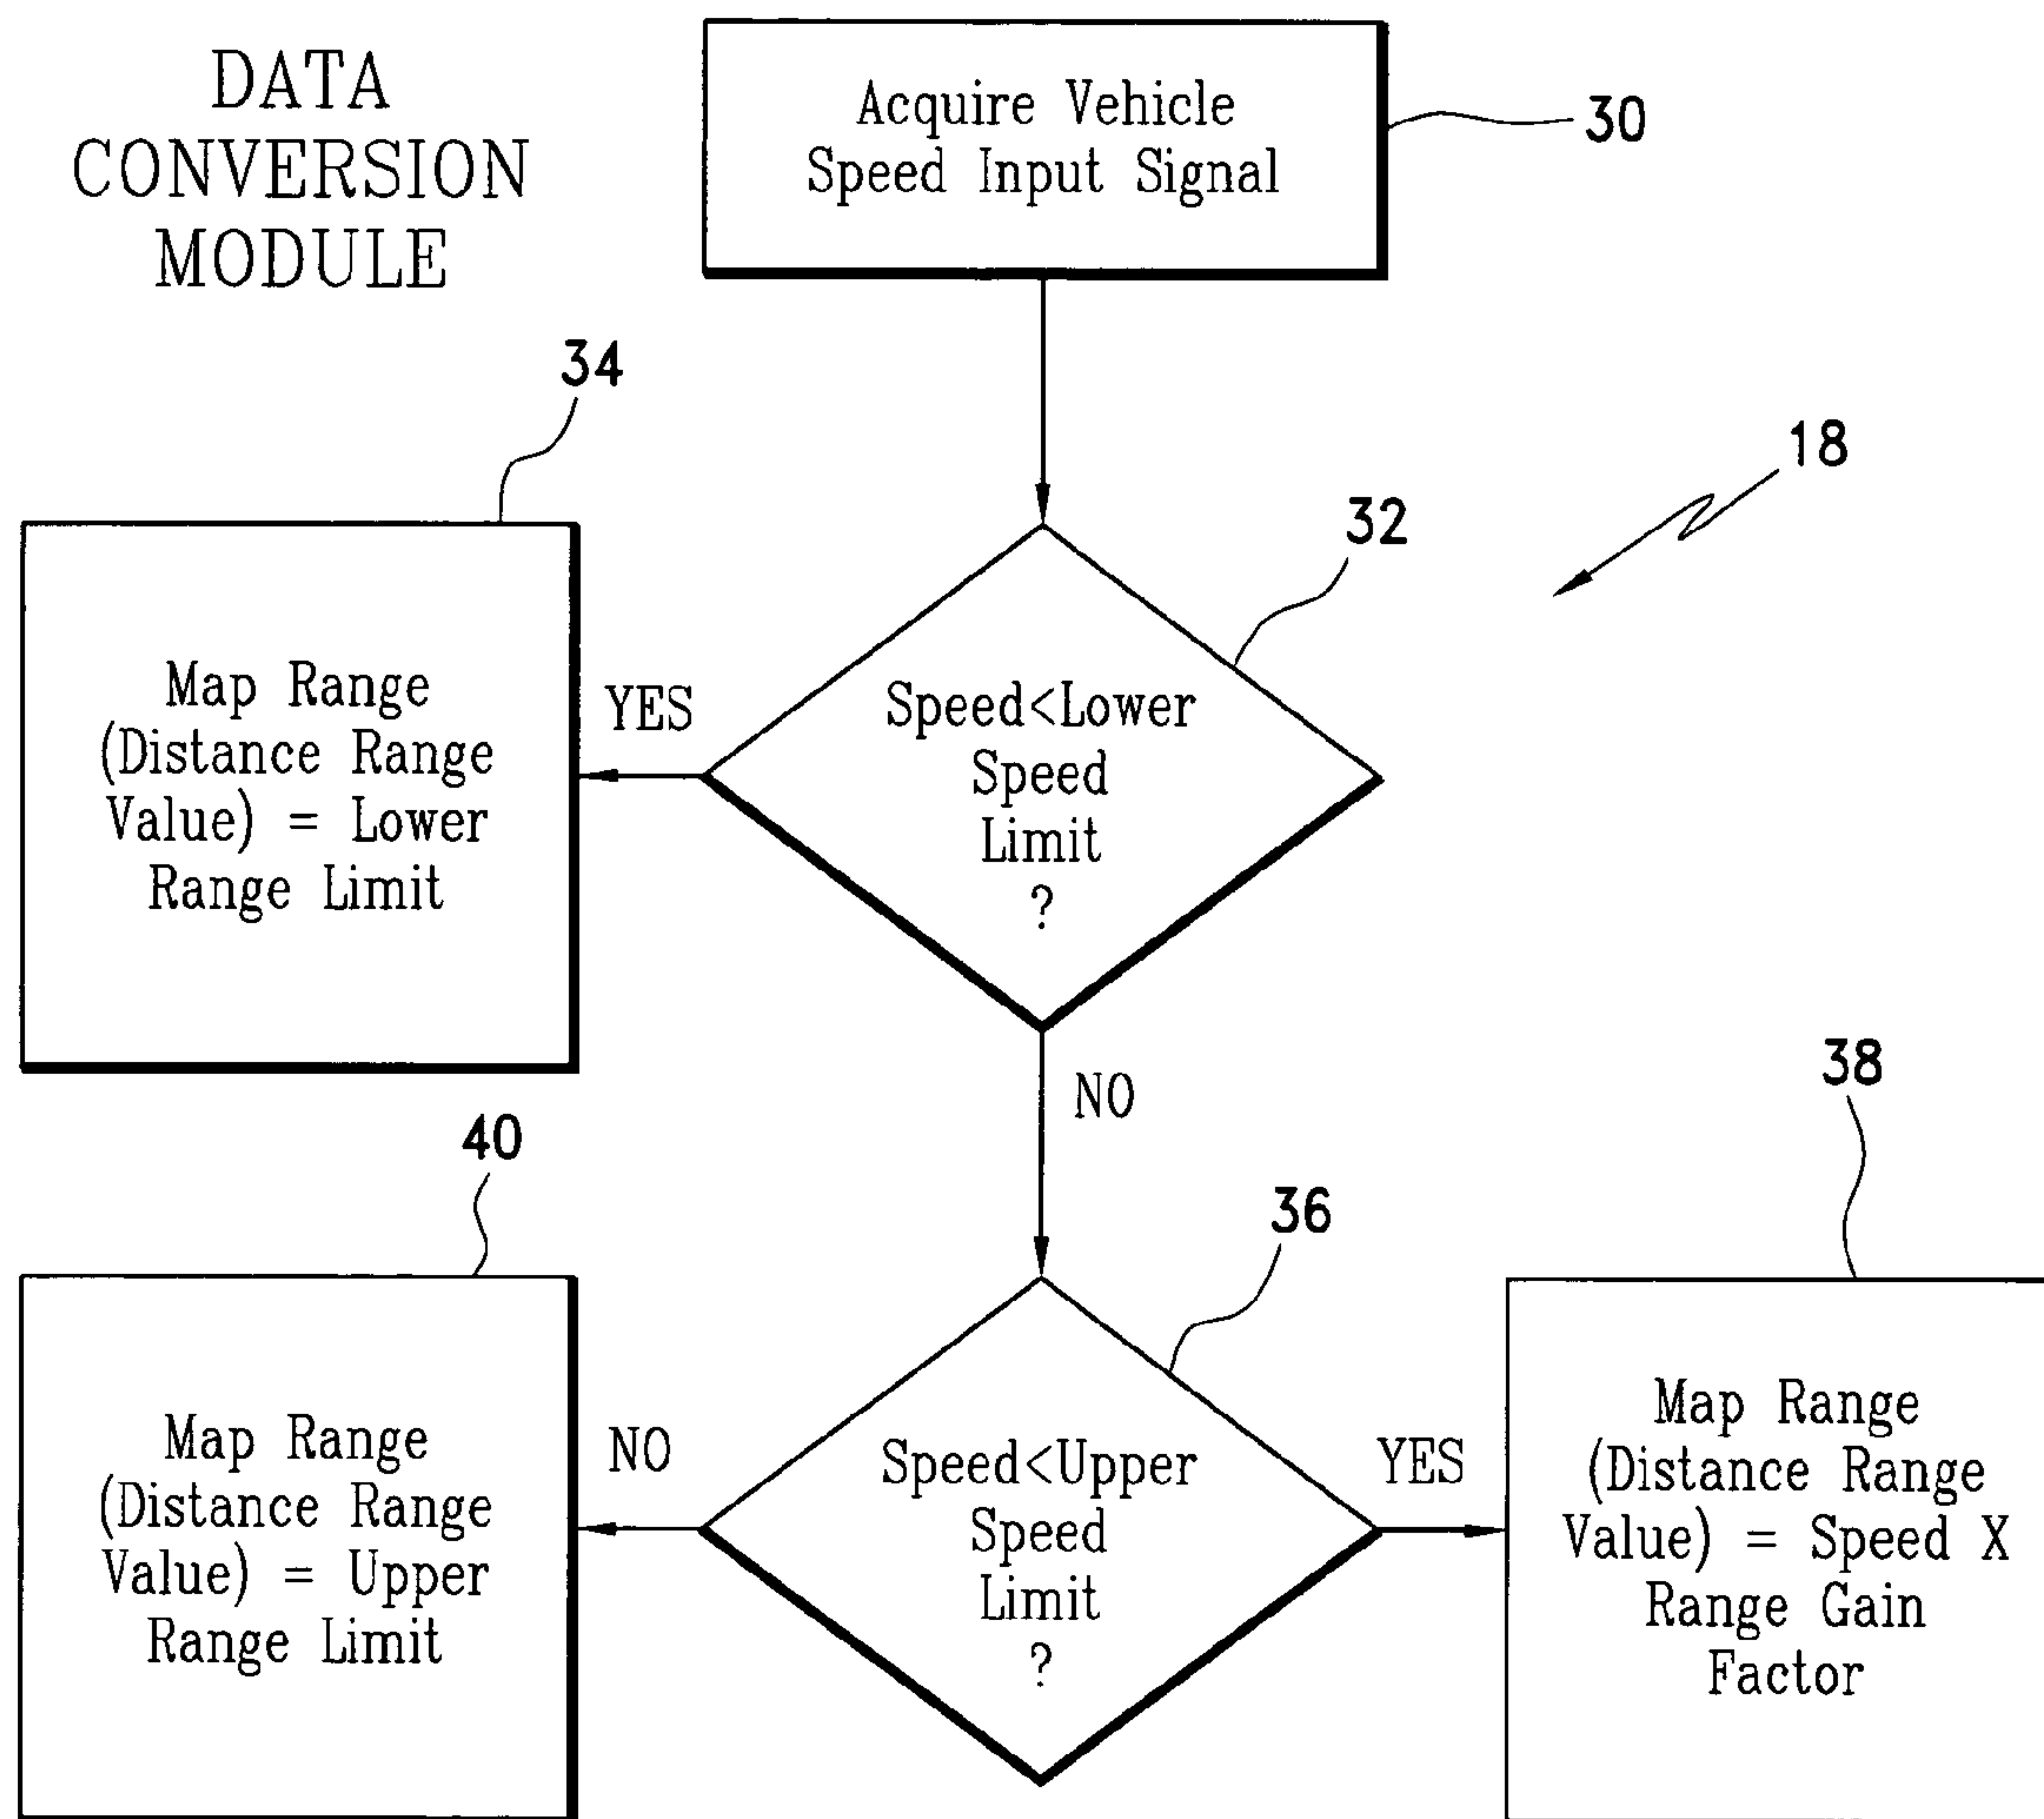 DATA
CONVERSION
MODULE
Acquire Vehicle
Speed Input Signal
30
34
18
32
Map Range
(Distance Range
Value) = Lower
Range Limit
YES
Speed<Lower
Speed
Limit
?
NO
38
40
36
Map Range
(Distance Range
Value) = Upper
Range Limit
NO
Speed<Upper
Speed
Limit
?
YES
Map Range
(Distance Range
Value) = Speed X
Range Gain
Factor